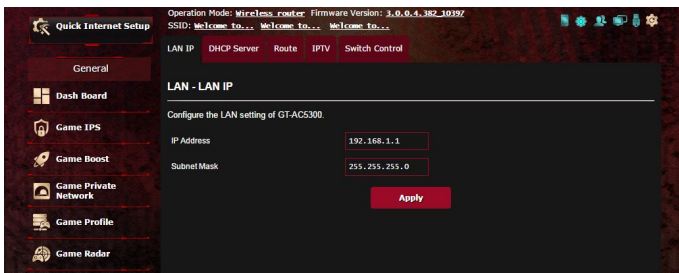 Quick Internet Setup
Operation Mode: Wireless router Firmware Version: 3.0.0.4.382_10397
SSID: Welcome to... Welcome to... Welcome to...
LAN IP DHCP Server Route IPTV Switch Control
General
Dash Board
Game IPS
Game Boost
Game Private
Network
Game Profile
Game Radar
LAN - LAN IP
Configure the LAN setting of GT-AC5300.
IP Address 192.168.1.1
Subnet Mask 255.255.255.0
Apply